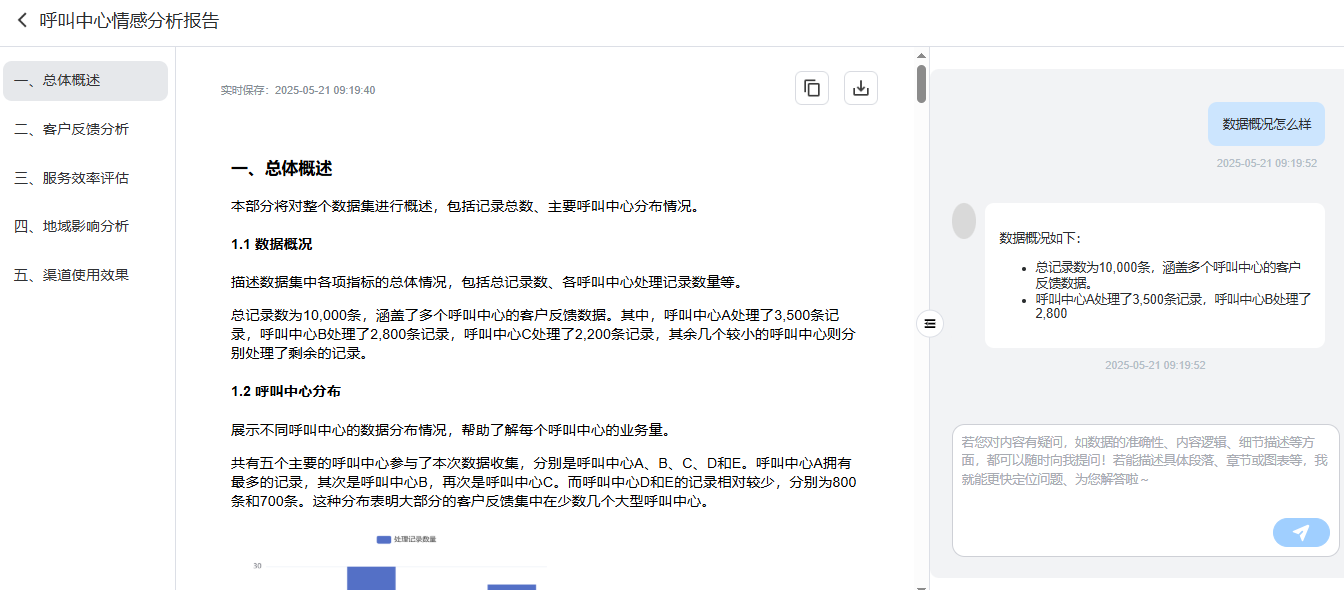 呼叫中心情感分析报告
一、总体概述
二、客户反馈分析
三、服务效率评估
四、地域影响分析
五、渠道使用效果
实时保存：2025-05-21 09:19:40
一、总体概述
本部分将对整个数据集进行概述，包括记录总数、主要呼叫中心分布情况。
1.1 数据概况
描述数据集中各项指标的总体情况，包括总记录数、各呼叫中心处理记录数量等。
总记录数为10,000条，涵盖了多个呼叫中心的客户反馈数据。其中，呼叫中心A处理了3,500条记
录，呼叫中心B处理了2,800条记录，呼叫中心C处理了2,200条记录，其余几个较小的呼叫中心则分
别处理了剩余的记录。
1.2 呼叫中心分布
展示不同呼叫中心的数据分布情况，帮助了解每个呼叫中心的业务量。
共有五个主要的呼叫中心参与了本次数据收集，分别是呼叫中心A、B、C、D和E。呼叫中心A拥有
最多的记录，其次是呼叫中心B，再次是呼叫中心C。而呼叫中心D和E的记录相对较少，分别为800
条和700条。这种分布表明大部分的客户反馈集中在少数几个大型呼叫中心。
处理记录数量
30
数据概况怎么样
2025-05-21 09:19:52
数据概况如下：
总记录数为10,000条，涵盖多个呼叫中心的客户
反馈数据。
呼叫中心A处理了3,500条记录，呼叫中心B处理了
2,800
2025-05-21 09:19:52
若您对内容有疑问，如数据的准确性、内容逻辑、细节描述等方
面，都可以随时向我提问！若能描述具体段落、章节或图表等，我
就能更快定位问题、为您解答啦～